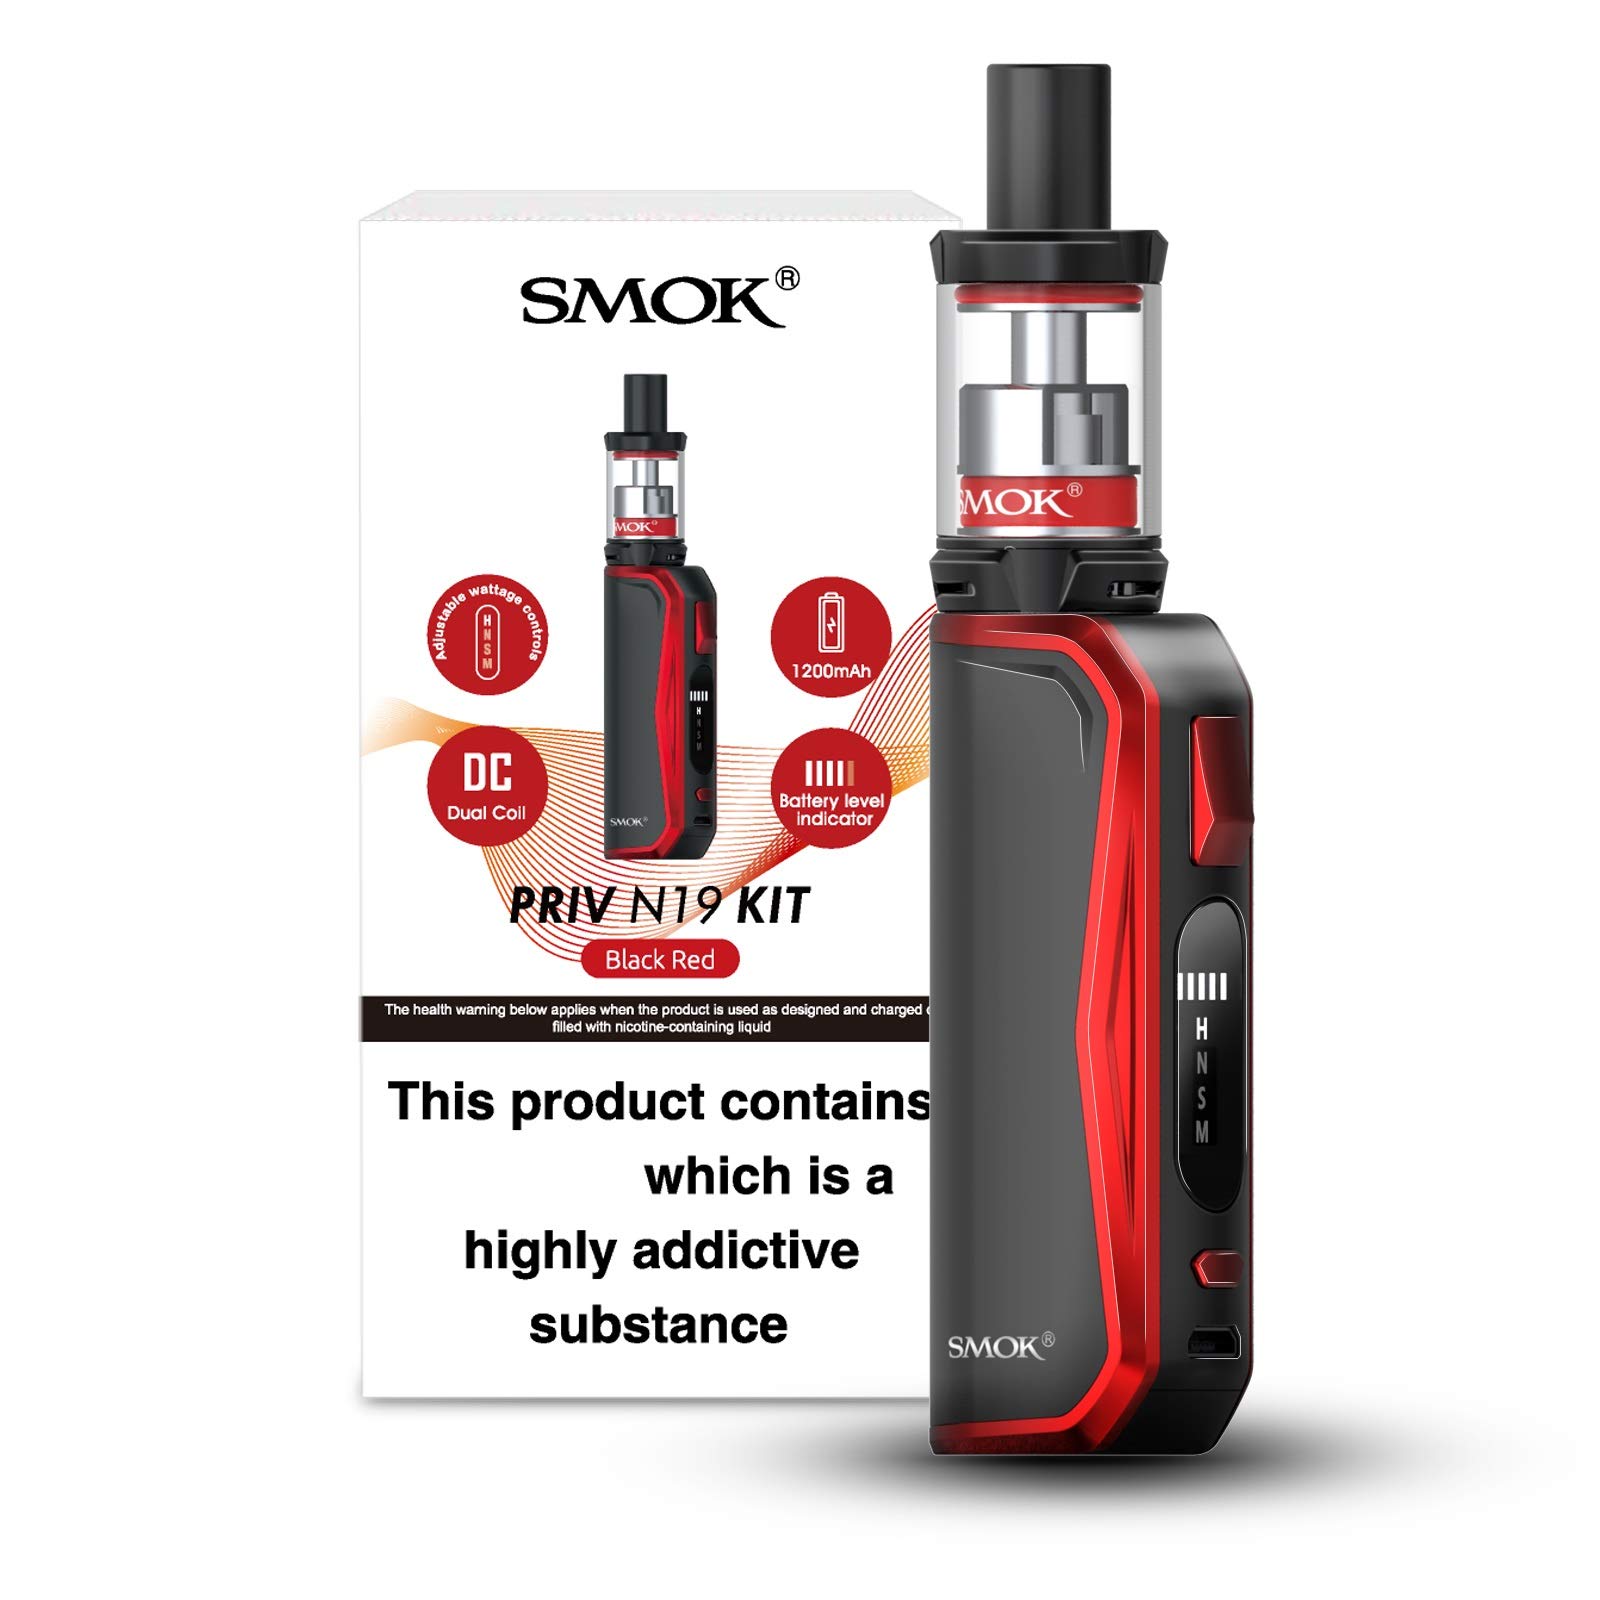 SMOK®
SMOK®
Adjustable wattage controls
H
N
S
M
1200mAh
DC
Dual Coil
Battery level
indicator
H
N
S
M
SMOK®
PRIV N19 KIT
Black Red
The health warning below applies when the product is used as designed and charged
filled with nicotine-containing liquid
This product contains
which is a
highly addictive
substance
SMOK®
H
N
S
M
SMOK®